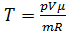 T = pVμ / mR